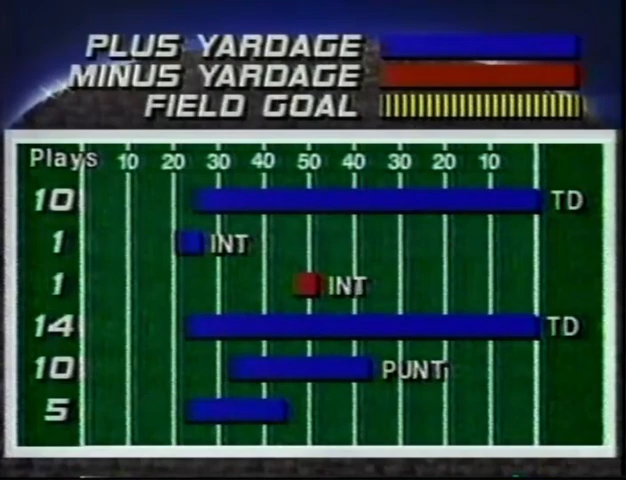 PLUS YARDAGE
MINUS YARDAGE
FIELD GOAL
Plays 10 20 30 40 50 40 30 20 10
10 TD
1 INT
1 INT
14 TD
10 PUNT
5